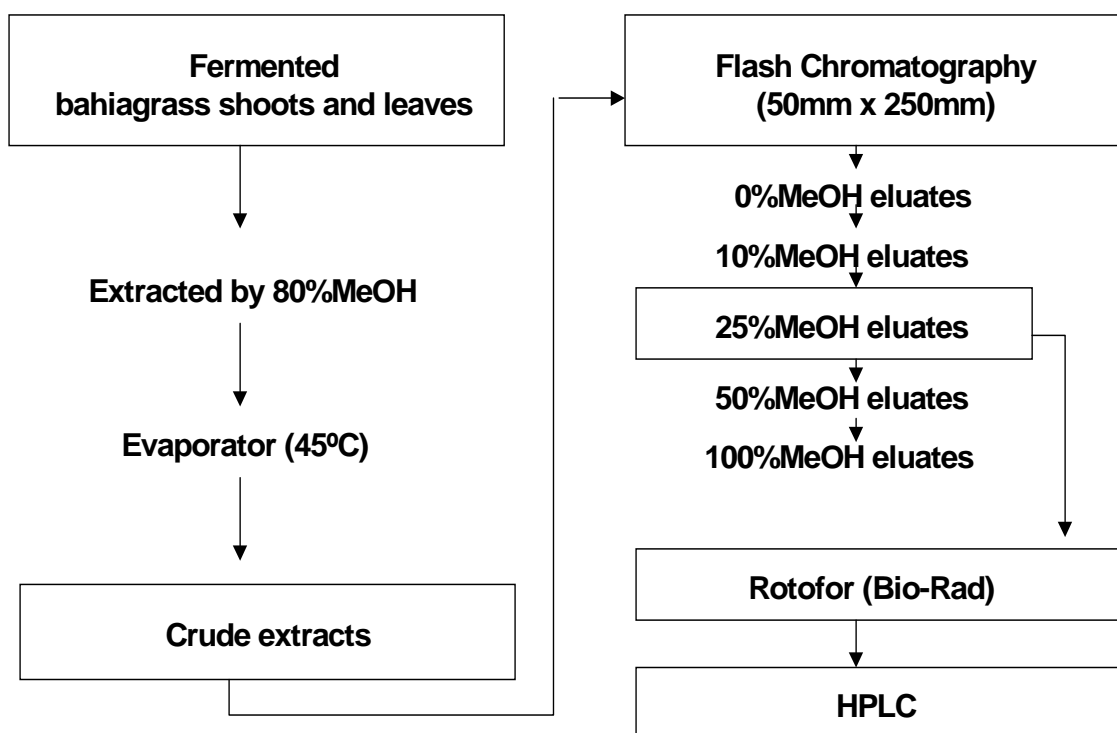 Fermented
bahiagrass shoots and leaves
Extracted by 80%MeOH
Evaporator (45ºC)
Crude extracts
Flash Chromatography
(50mm x 250mm)
0%MeOH eluates
10%MeOH eluates
25%MeOH eluates
50%MeOH eluates
100%MeOH eluates
Rotofor (Bio-Rad)
HPLC